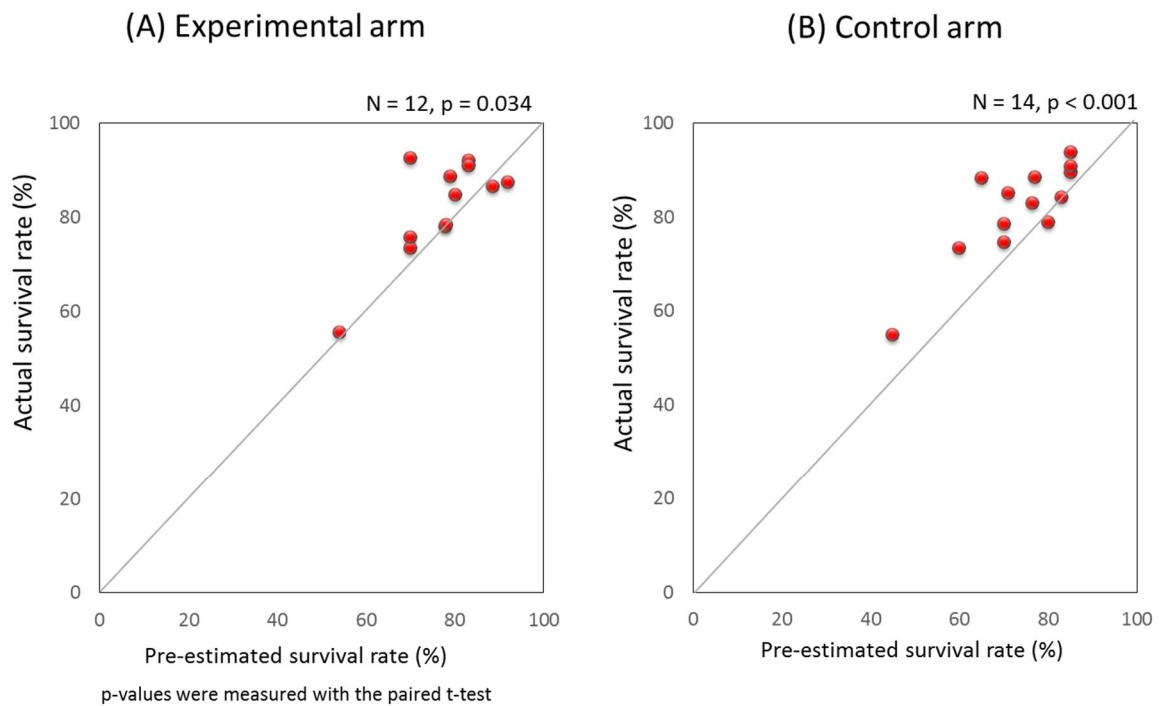 (A) Experimental arm
N = 12, p = 0.034
Actual survival rate (%)
100
80
60
40
20
0
0 20 40 60 80 100
Pre-estimated survival rate (%)
p-values were measured with the paired t-test
(B) Control arm
N = 14, p < 0.001
Actual survival rate (%)
100
80
60
40
20
0
0 20 40 60 80 100
Pre-estimated survival rate (%)